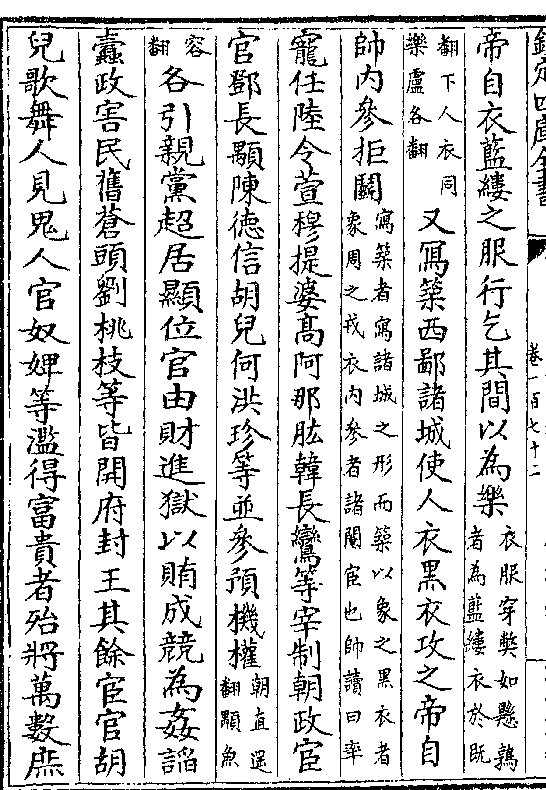 欽定四庫全書
卷一百七十二
帝自衣藍縷之服行乞其間以為樂衣服穿弊如懸鶉者為藍縷衣於既
翻下人衣同樂盧各翻又冩築西鄙諸城使人衣黑衣攻之帝自
帥内參拒鬭寫築者寫諸城之形而築以象之黑衣者象周之戎衣内參者諸閹宦也帥讀曰率
寵任陸令萱穆提婆髙阿那肱韓長鸞等宰制朝政宦
官鄧長顒陳德信胡兒何洪珍等並參預機權朝直遥翻顒魚
容翻各引親黨超居顯位官由財進獄以賄成競為姦謟
蠧政害民舊蒼頭劉桃枝等皆開府封王其餘宦官胡
兒歌舞人見鬼人官奴婢等濫得富貴者殆將萬數庶